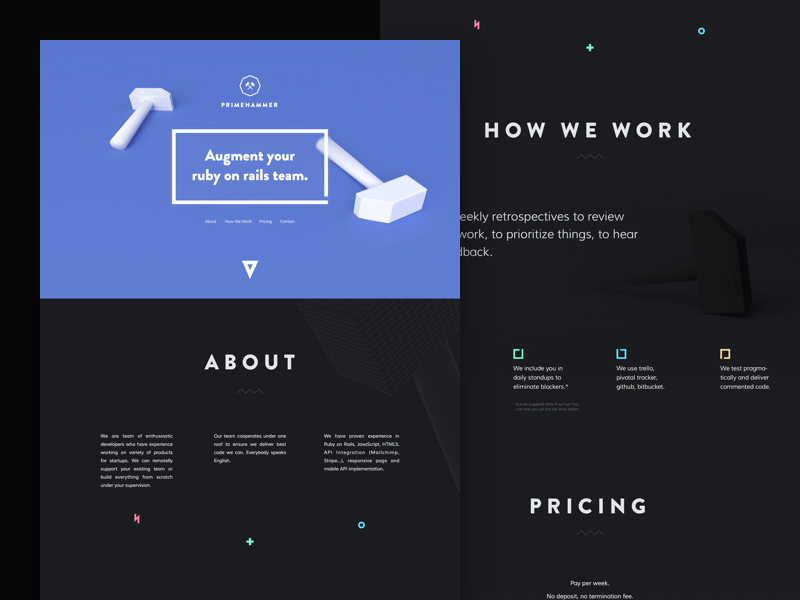 PRIMEHAMMER
Augment your
ruby on rails team.
About How We Work Pricing Contact
ABOUT
We are team of enthusiastic
developers who have experience
working on variety of products
for startups. We can remotelly
support your existing team or
build everything from scratch
under your supervision.
Our team cooperates under one
roof to ensure we deliver best
code we can. Everybody speaks
English.
We have proven experience in
Ruby on Rails, JavaScript, HTML5,
API Integration (Mailchimp,
Stripe...), responsive page and
mobile API implementation.
HOW WE WORK
eekly retrospectives to review
work, to prioritize things, to hear
dback.
We include you in
daily standups to
eliminate blockers.*
We use trello,
pivotal tracker,
github, bitbucket.
We test pragma-
tically and deliver
commented code.
PRICING
Pay per week.
No deposit, no termination fee.